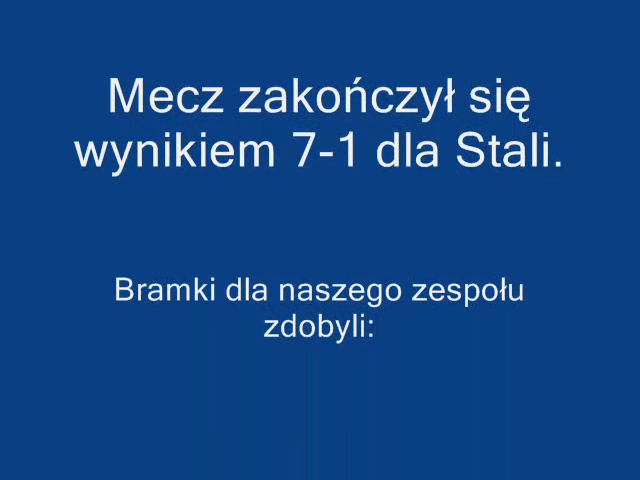 Mecz zakończył się
wynikiem 7-1 dla Stali.
Bramki dla naszego zespołu
zdobyli: